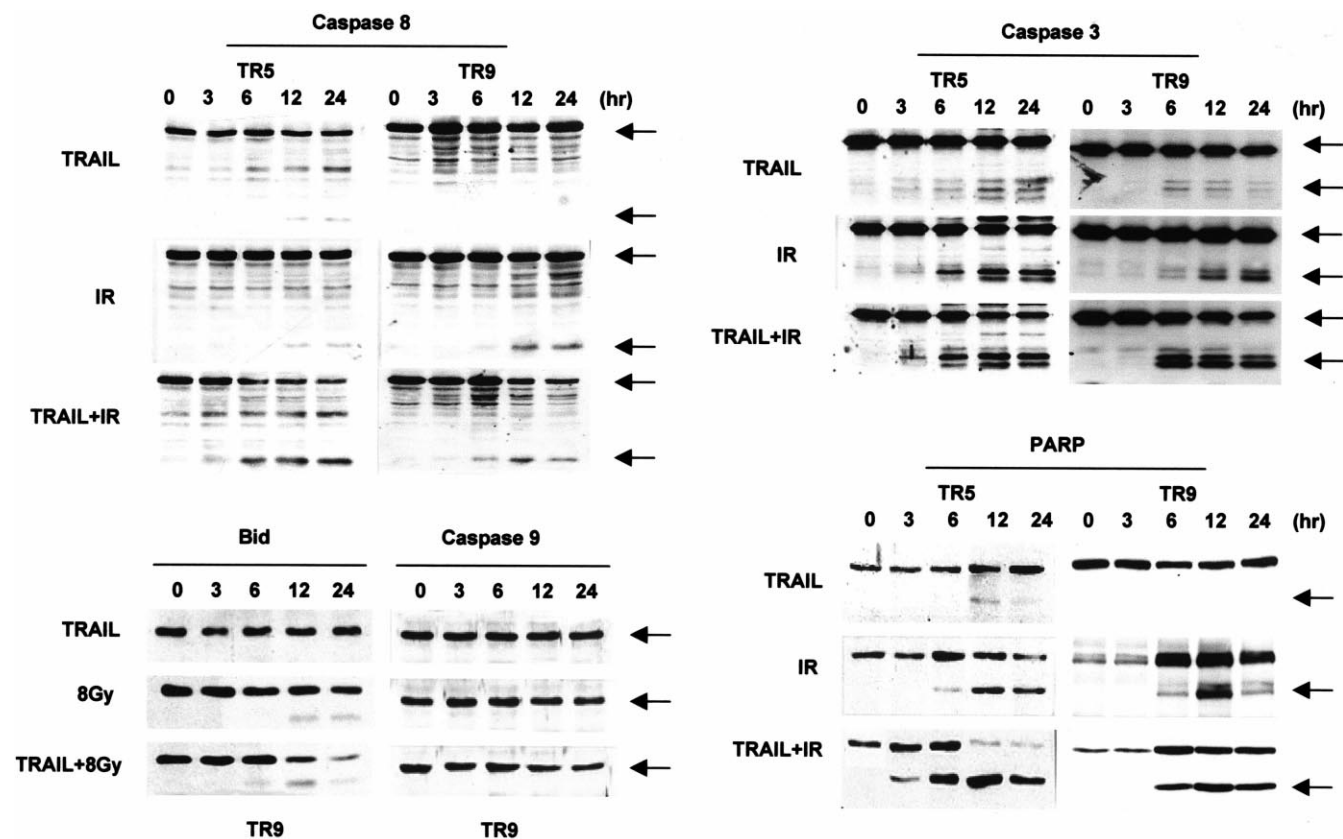 Caspase 8
TR5 TR9
0 3 6 12 24 0 3 6 12 24 (hr)
TRAIL
IR
TRAIL+IR
Bid Caspase 9
0 3 6 12 24 0 3 6 12 24
TRAIL
8Gy
TRAIL+8Gy
TR9 TR9
Caspase 3
TR5 TR9
0 3 6 12 24 0 3 6 12 24 (hr)
TRAIL
IR
TRAIL+IR
PARP
TR5 TR9
0 3 6 12 24 0 3 6 12 24 (hr)
TRAIL
IR
TRAIL+IR